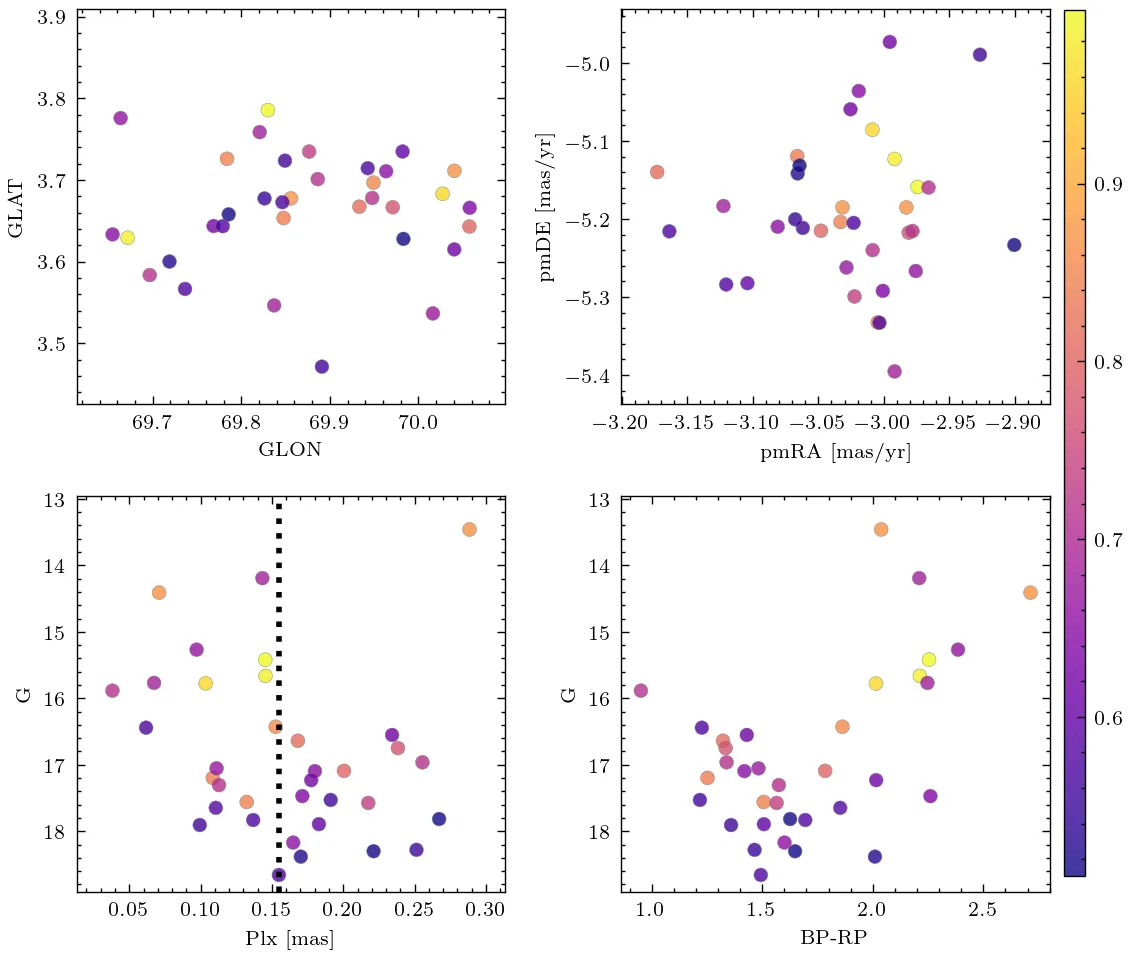 3.9
3.8
3.7
3.6
3.5
GLAT
69.7 69.8 69.9 70.0
GLON
−5.0
−5.1
−5.2
−5.3
−5.4
pmDE [mas/yr]
−3.20 −3.15 −3.10 −3.05 −3.00 −2.95 −2.90
pmRA [mas/yr]
0.9
0.8
0.7
0.6
13
14
15
16
17
18
G
0.05 0.10 0.15 0.20 0.25 0.30
Plx [mas]
13
14
15
16
17
18
G
1.0 1.5 2.0 2.5
BP-RP